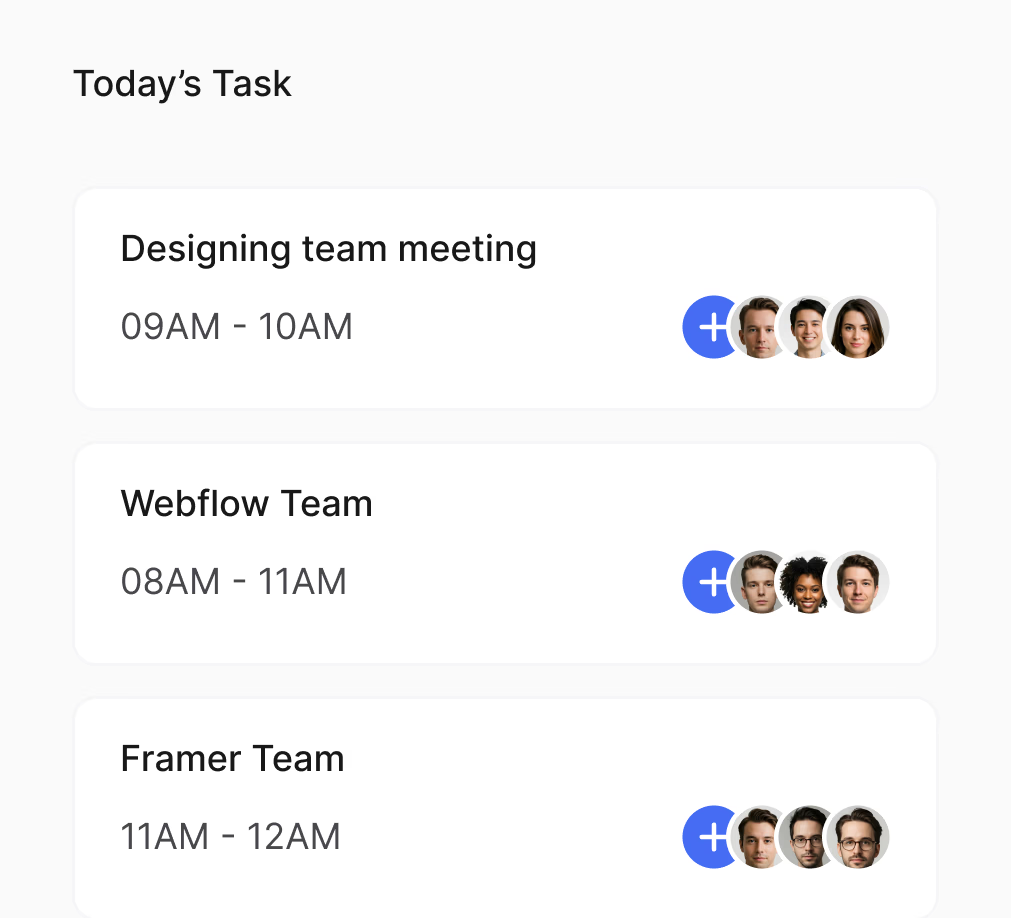 Today’s Task
Designing team meeting
09AM - 10AM
Webflow Team
08AM - 11AM
Framer Team
11AM - 12AM